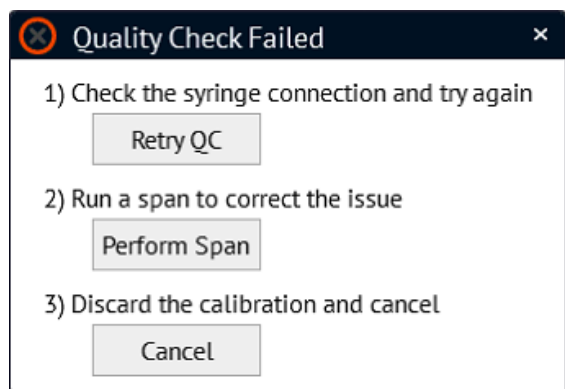 Quality Check Failed
1) Check the syringe connection and try again
Retry QC
2) Run a span to correct the issue
Perform Span
3) Discard the calibration and cancel
Cancel